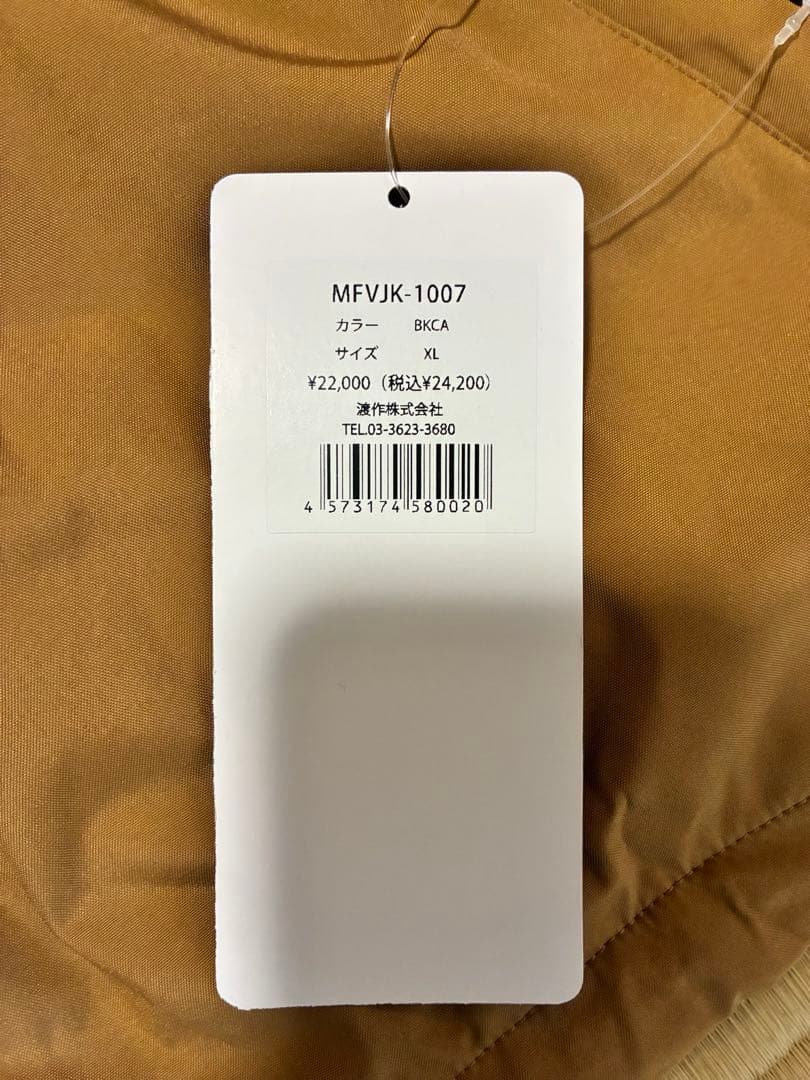 MFVJK-1007
カラー BKCA
サイズ XL
¥22,000（税込¥24,200）
渡作株式会社
TEL.03-3623-3680
4 573174 580020